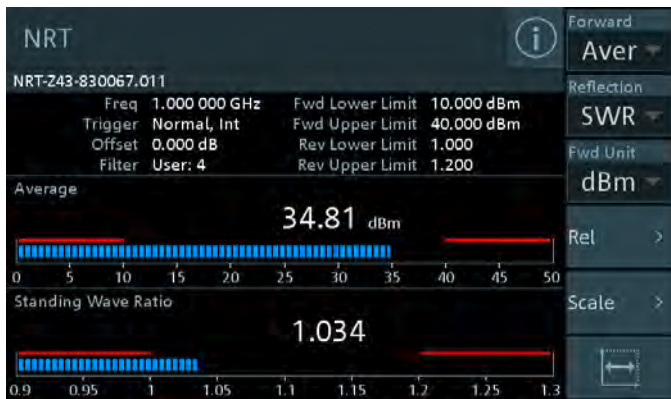 NRT
i
Forward
Aver
NRT-Z43-830067.011
Reflection
SWR
Freq 1.000 000 GHz Fwd Lower Limit 10.000 dBm
Trigger Normal, Int Fwd Upper Limit 40.000 dBm
Offset 0.000 dB Rev Lower Limit 1.000
Filter User: 4 Rev Upper Limit 1.200
Fwd Unit
dBm
Average
34.81 dBm
0 5 10 15 20 25 30 35 40 45 50
Rel >
Standing Wave Ratio
1.034
0.9 0.95 1 1.05 1.1 1.15 1.2 1.25 1.3
Scale >